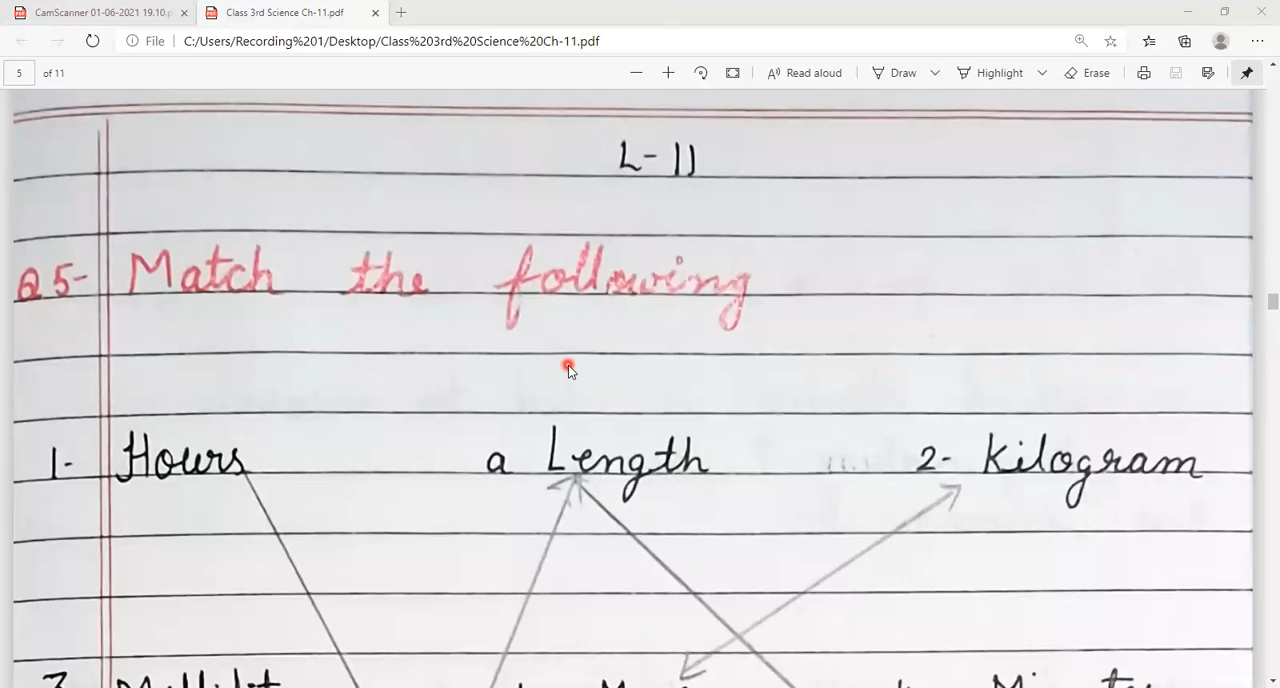 CamScanner 01-06-2021 19.10.p
Class 3rd Science Ch-11.pdf
File
C:/Users/Recording%201/Desktop/Class%203rd%20Science%20Ch-11.pdf
5 of 11
Read aloud
Draw
Highlight
Erase
L-11
Q5- Match the following
1- Hours a Length 2- Kilogram
3